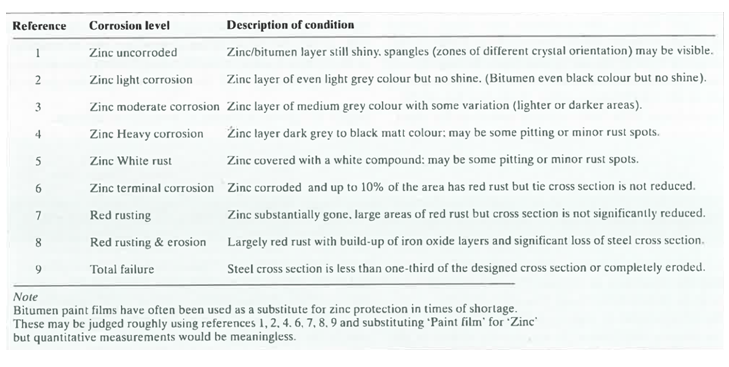 Reference Corrosion level Description of condition
1 Zinc uncorroded Zinc/bitumen layer still shiny. spangles (zones of different crystal orientation) may be visible.
2 Zinc light corrosion Zinc layer of even light grey colour but no shine. (Bitumen even black colour but no shine).
3 Zinc moderate corrosion Zinc layer of medium grey colour with some variation (lighter or darker areas).
4 Zinc Heavy corrosion Zinc layer dark grey to black matt colour; may be some pitting or minor rust spots.
5 Zinc White rust Zinc covered with a white compound: may be some pitting or minor rust spots.
6 Zinc terminal corrosion Zinc corroded and up to 10% of the area has red rust but tie cross section is not reduced.
7 Red rusting Zinc substantially gone, large areas of red rust but cross section is not significantly reduced.
8 Red rusting & erosion Largely red rust with build-up of iron oxide layers and significant loss of steel cross section.
9 Total failure Steel cross section is less than one-third of the designed cross section or completely eroded.
Note
Bitumen paint films have often been used as a substitute for zinc protection in times of shortage.
These may be judged roughly using references 1, 2, 4. 6, 7, 8, 9 and substituting 'Paint film' for 'Zinc'
but quantitative measurements would be meaningless.